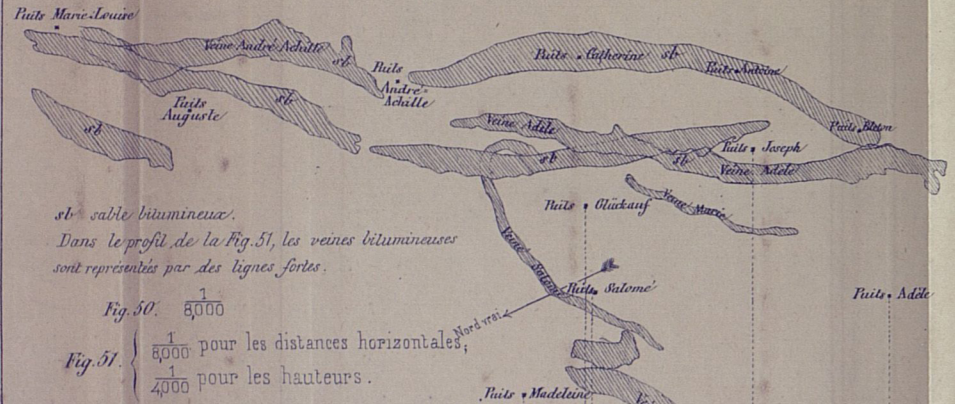 Puits Marie-Louise
Veine André Achille
sb
Puits
André-
Achille
Puits Catherine sb
Puits Antoine
Puits
Auguste
sb
sb
Veine Adèle
Puits Bleton
sb
sb
Puits Joseph
Veine Adèle
Puits Glückauf
Veine Marie
Veine Salomé
Puits Salomé
Puits Adèle
Nord vrai
Puits Madeleine
sb sable bitumineux.
Dans le profil de la Fig. 51, les veines bitumineuses
sont représentées par des lignes fortes.
Fig. 50. 1/8,000
Fig. 51. 1/8,000 pour les distances horizontales;
1/4,000 pour les hauteurs.